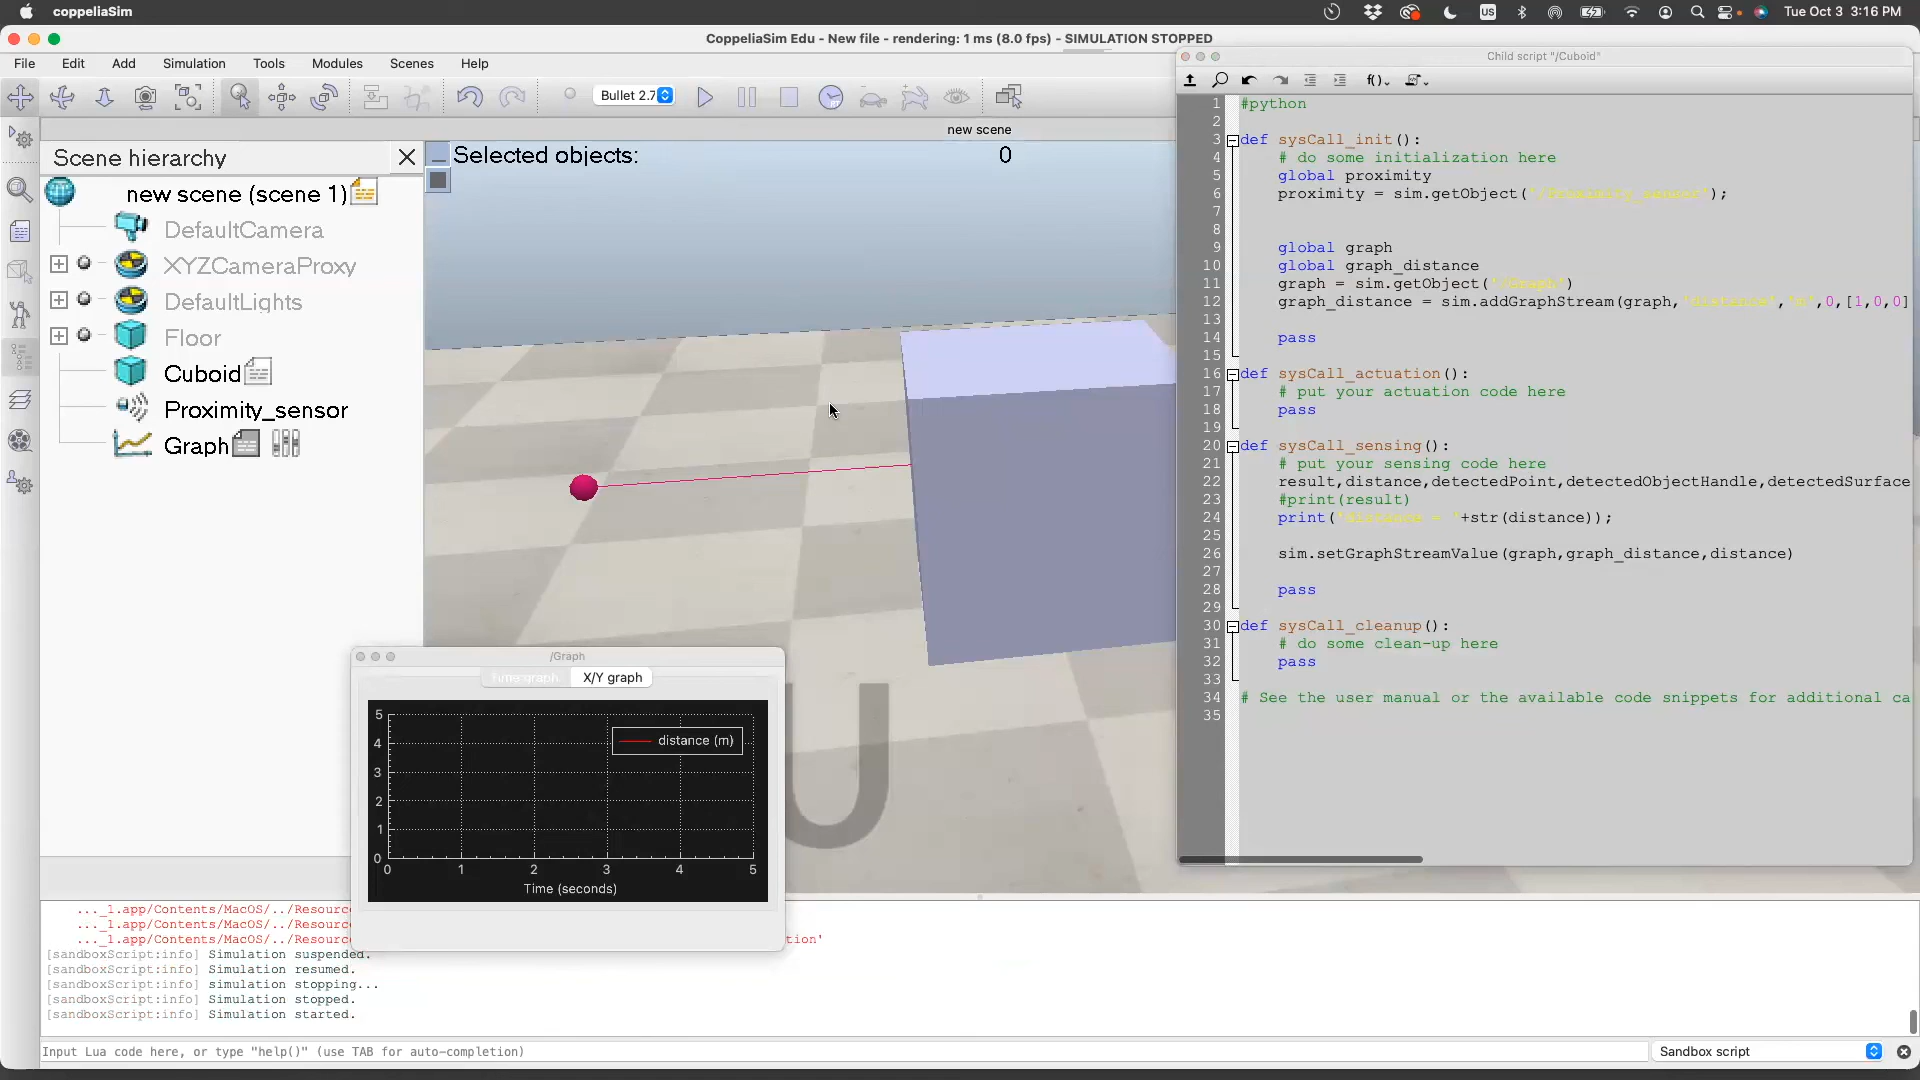 coppeliaSim
US
Tue Oct 3 3:16 PM
CoppeliaSim Edu - New file - rendering: 1 ms (8.0 fps) - SIMULATION STOPPED
File Edit Add Simulation Tools Modules Scenes Help
Bullet 2.7
RT
new scene
Scene hierarchy
new scene (scene 1)
DefaultCamera
XYZCameraProxy
DefaultLights
Floor
Cuboid
Proximity_sensor
Graph
Selected objects: 0
U
Child script "/Cuboid"
f()
1 #python
2
3 def sysCall_init():
4 # do some initialization here
5 global proximity
6 proximity = sim.getObject("/Proximity_sensor");
7
8
9 global graph
10 global graph_distance
11 graph = sim.getObject("/Graph")
12 graph_distance = sim.addGraphStream(graph,'distance','m',0,[1,0,0]
13
14 pass
15
16 def sysCall_actuation():
17 # put your actuation code here
18 pass
19
20 def sysCall_sensing():
21 # put your sensing code here
22 result,distance,detectedPoint,detectedObjectHandle,detectedSurface
23 #print(result)
24 print("distance = "+str(distance));
25
26 sim.setGraphStreamValue(graph,graph_distance,distance)
27
28 pass
29
30 def sysCall_cleanup():
31 # do some clean-up here
32 pass
33
34 # See the user manual or the available code snippets for additional ca
35
/Graph
Time graph X/Y graph
distance (m)
5
4
3
2
1
0
0 1 2 3 4 5
Time (seconds)
..._1.app/Contents/MacOS/../Resourc
..._1.app/Contents/MacOS/../Resourc
..._1.app/Contents/MacOS/../Resourc tion'
[sandboxScript:info] Simulation suspended.
[sandboxScript:info] Simulation resumed.
[sandboxScript:info] simulation stopping...
[sandboxScript:info] Simulation stopped.
[sandboxScript:info] Simulation started.
Input Lua code here, or type "help()" (use TAB for auto-completion)
Sandbox script